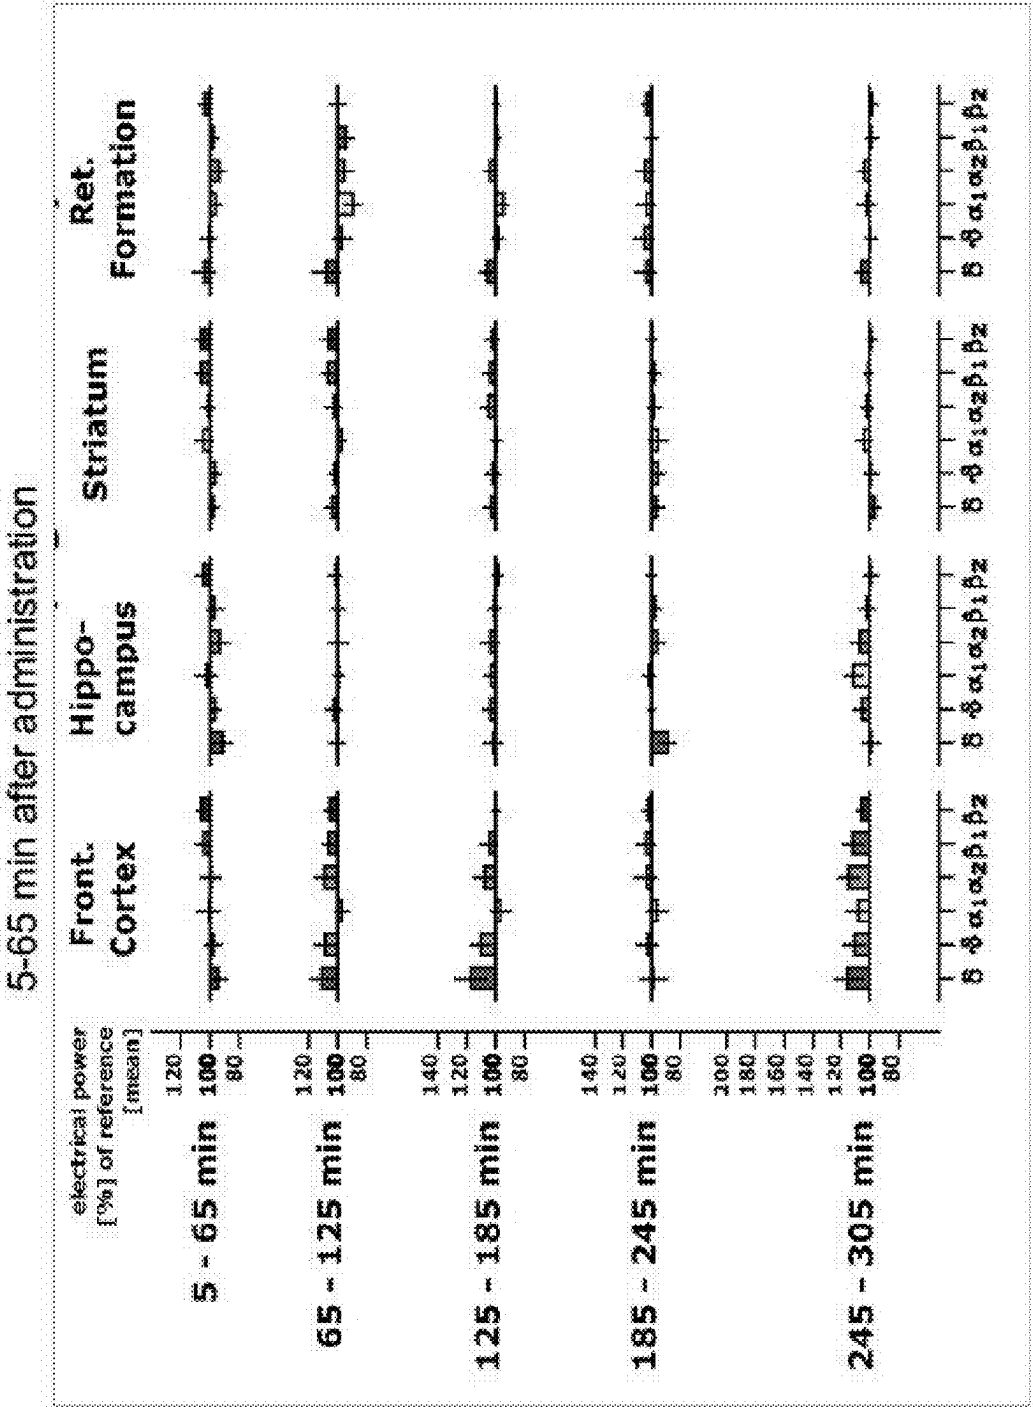 5-65 min after administration
electrical power
[%] of reference
[mean]
Front.
Cortex
Hippo-
campus
Striatum
Ret.
Formation
5 - 65 min
120
100
80
65 - 125 min
120
100
80
125 - 185 min
140
120
100
80
185 - 245 min
140
120
100
80
245 - 305 min
200
180
160
140
120
100
80
δ ϑ α1 α2 β1 β2
δ ϑ α1 α2 β1 β2
δ ϑ α1 α2 β1 β2
δ ϑ α1 α2 β1 β2